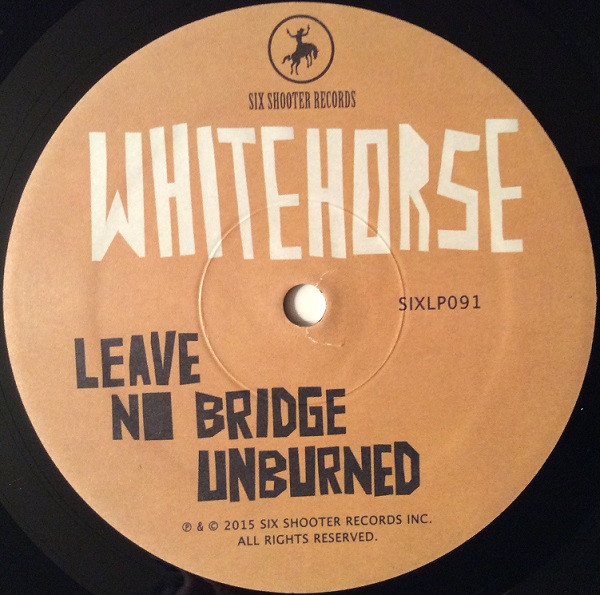 SIX SHOOTER RECORDS
WHITEHORSE
SIXLP091
LEAVE
NO BRIDGE
UNBURNED
℗ & © 2015 SIX SHOOTER RECORDS INC.
ALL RIGHTS RESERVED.